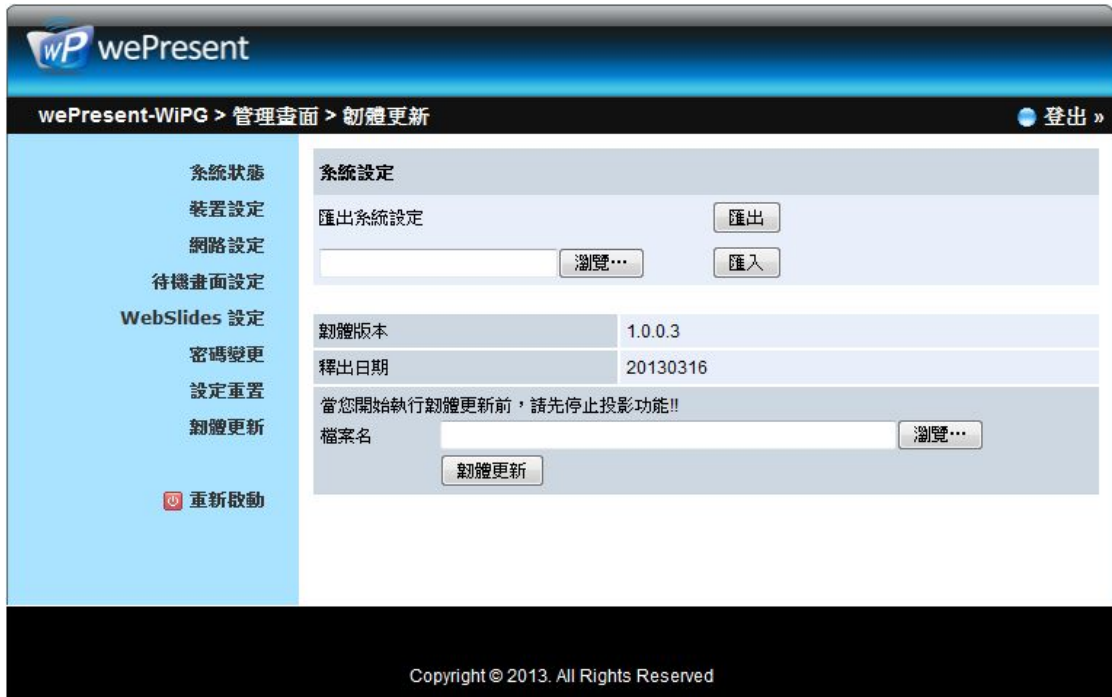 wP wePresent
wePresent-WiPG > 管理畫面 > 韌體更新 登出 »
系統狀態
裝置設定
網路設定
待機畫面設定
WebSlides 設定
密碼變更
設定重置
韌體更新
重新啟動
系統設定
匯出系統設定 匯出
瀏覽… 匯入
韌體版本 1.0.0.3
釋出日期 20130316
當您開始執行韌體更新前，請先停止投影功能!!
檔案名 瀏覽…
韌體更新
Copyright © 2013. All Rights Reserved